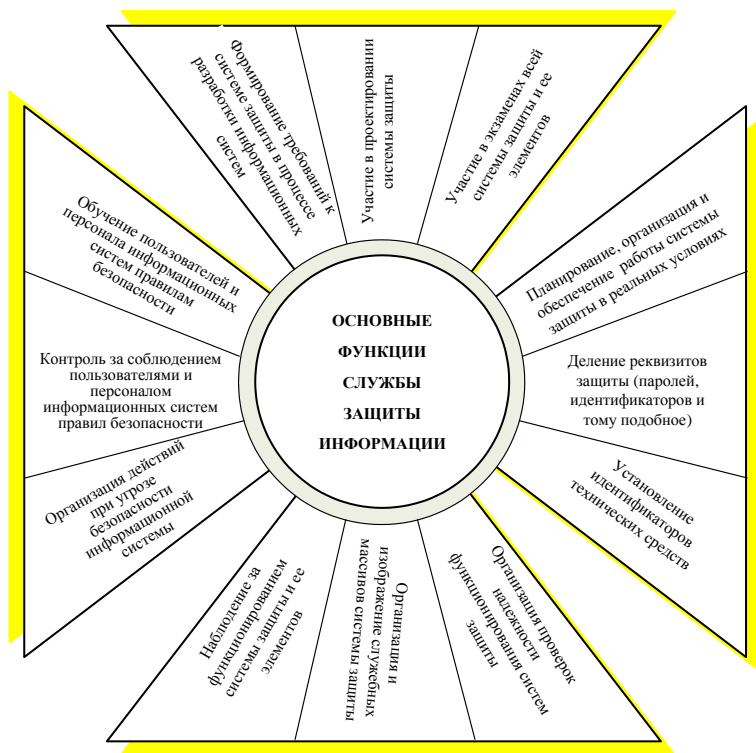 Формирование требований к
системе защиты в процессе
разработки информационных
систем
Участие в проектировании
системы защиты
Участие в экзаменах всей
системы защиты и ее
элементов
Планирование, организация и
обеспечение работы системы
защиты в реальных условиях
Деление реквизитов
защиты (паролей,
идентификаторов и
тому подобное)
Установление
идентификаторов
технических средств
Организация проверок
надежности
функционирования систем
защиты
Организация и
изображение служебных
массивов системы защиты
Наблюдение за
функционированием
системы защиты и ее
элементов
Организация действий
при угрозе
безопасности
информационной
системы
Контроль за соблюдением
пользователями и
персоналом
информационных систем
правил безопасности
Обучение пользователей и
персонала информационных
систем правилам
безопасности
ОСНОВНЫЕ
ФУНКЦИИ
СЛУЖБЫ
ЗАЩИТЫ
ИНФОРМАЦИИ